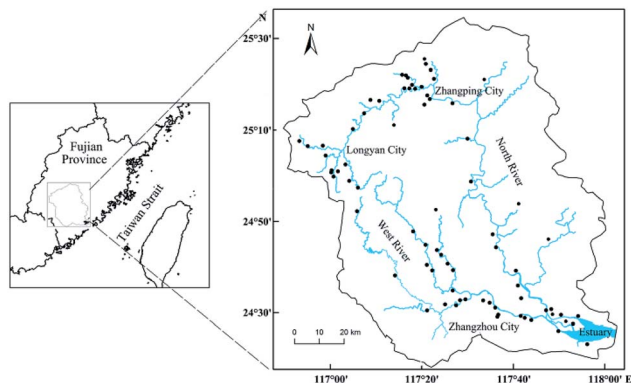 N
25°30'
25°10'
24°50'
24°30'
N
Zhangping City
Longyan City
North River
West River
Zhangzhou City
Estuary
0 10 20 km
117°00'
117°20'
117°40'
118°00' E
Fujian
Province
Taiwan Strait